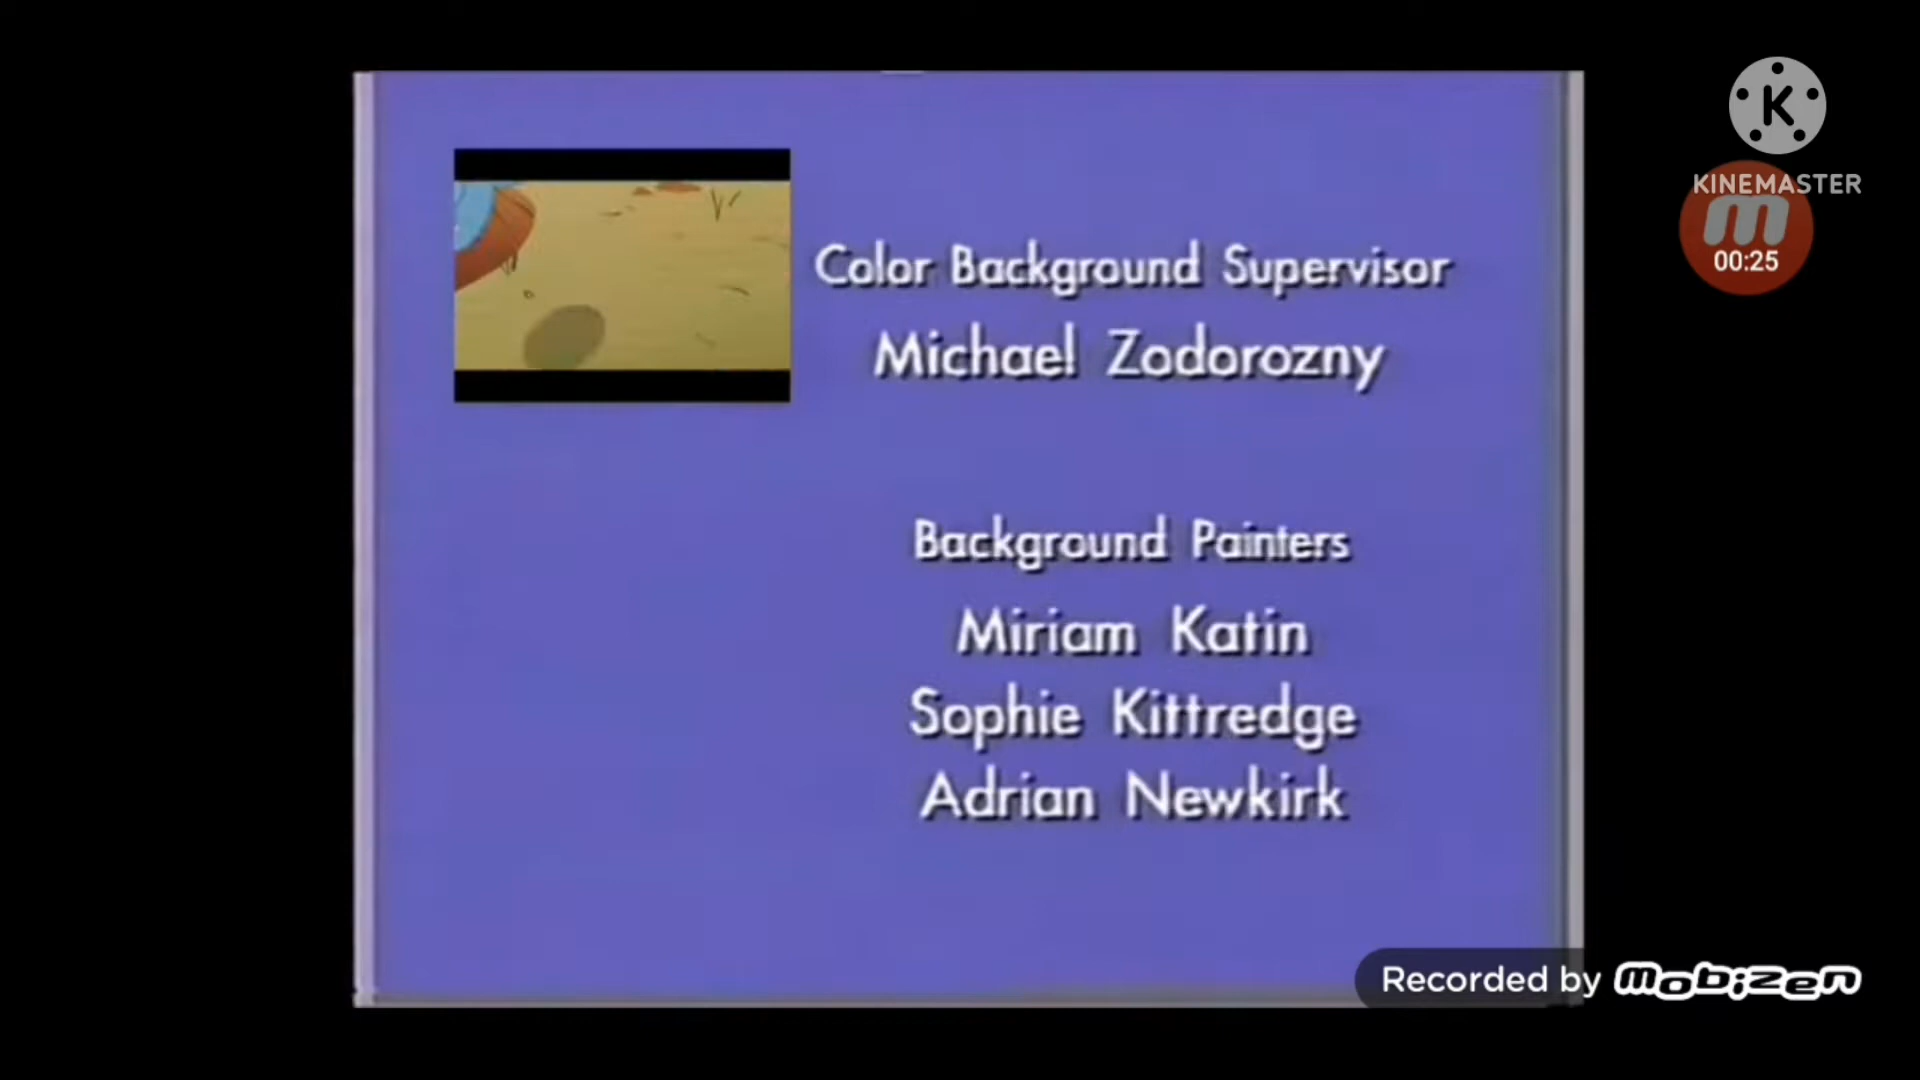 K
KINEMASTER
m
00:25
Color Background Supervisor
Michael Zodorozny
Background Painters
Miriam Katin
Sophie Kittredge
Adrian Newkirk
Recorded by mobizen